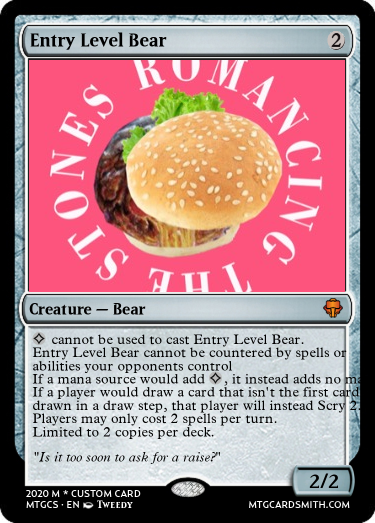 Entry Level Bear 2
STONES ROMANCING THE
Creature — Bear
cannot be used to cast Entry Level Bear.
Entry Level Bear cannot be countered by spells or
abilities your opponents control
If a mana source would add , it instead adds no ma
If a player would draw a card that isn't the first card
drawn in a draw step, that player will instead Scry 2.
Players may only cast 2 spells per turn.
Limited to 2 copies per deck.
"Is it too soon to ask for a raise?"
2/2
2020 M * CUSTOM CARD
MTGCS · EN Tweedy
MTGCARDSMITH.COM